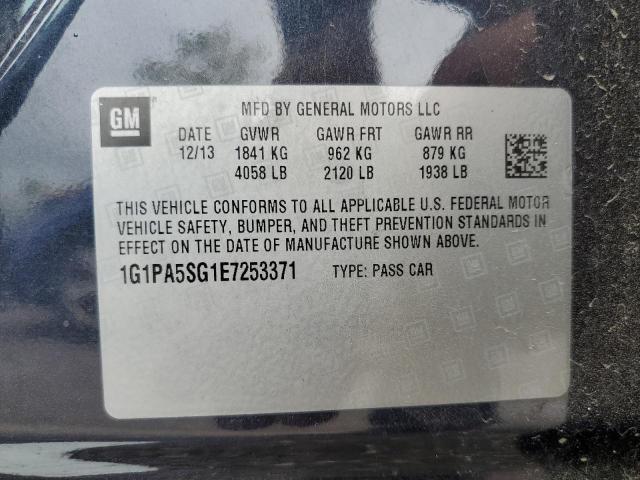 GM
MFD BY GENERAL MOTORS LLC
DATE GVWR GAWR FRT GAWR RR
12/13 1841 KG 962 KG 879 KG
4058 LB 2120 LB 1938 LB
THIS VEHICLE CONFORMS TO ALL APPLICABLE U.S. FEDERAL MOTOR
VEHICLE SAFETY, BUMPER, AND THEFT PREVENTION STANDARDS IN
EFFECT ON THE DATE OF MANUFACTURE SHOWN ABOVE.
1G1PA5SG1E7253371 TYPE: PASS CAR